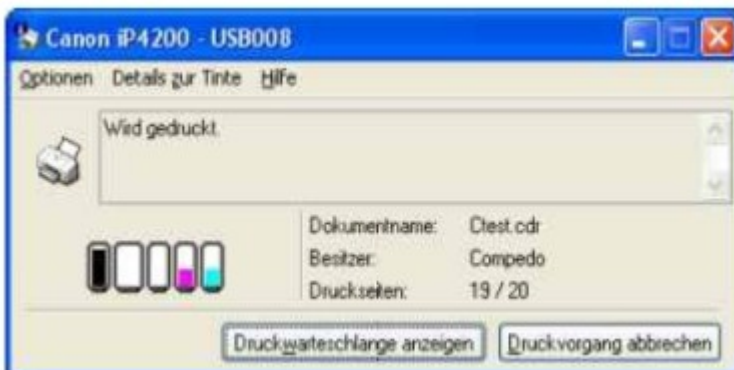 Canon iP4200 - USB008
Optionen Details zur Tinte Hilfe
Wird gedruckt.
Dokumentname: Ctest.cdr
Besitzer: Compedo
Druckseiten: 19 / 20
Druckwarteschlange anzeigen Druckvorgang abbrechen